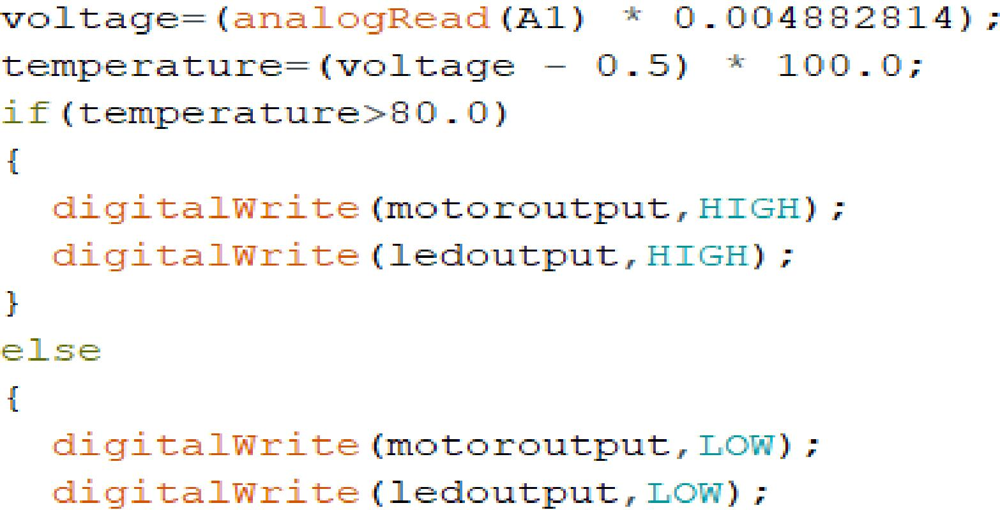 voltage=(analogRead(A1) * 0.004882814);
temperature=(voltage - 0.5) * 100.0;
if(temperature>80.0)
{
  digitalWrite(motoroutput,HIGH);
  digitalWrite(ledoutput,HIGH);
}
else
{
  digitalWrite(motoroutput,LOW);
  digitalWrite(ledoutput,LOW);